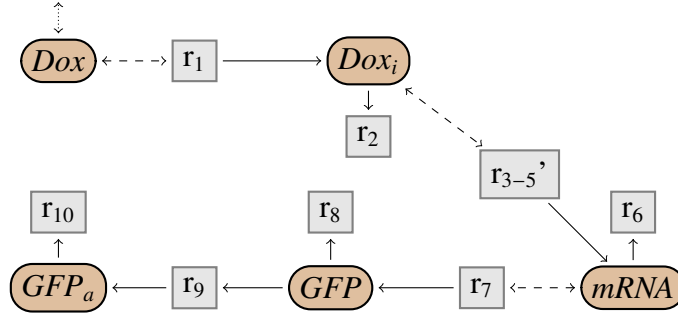 Dox r₁ Doxᵢ
r₂
r₃₋₅’
r₁₀ r₈ r₆
GFPₐ r₉ GFP r₇ mRNA